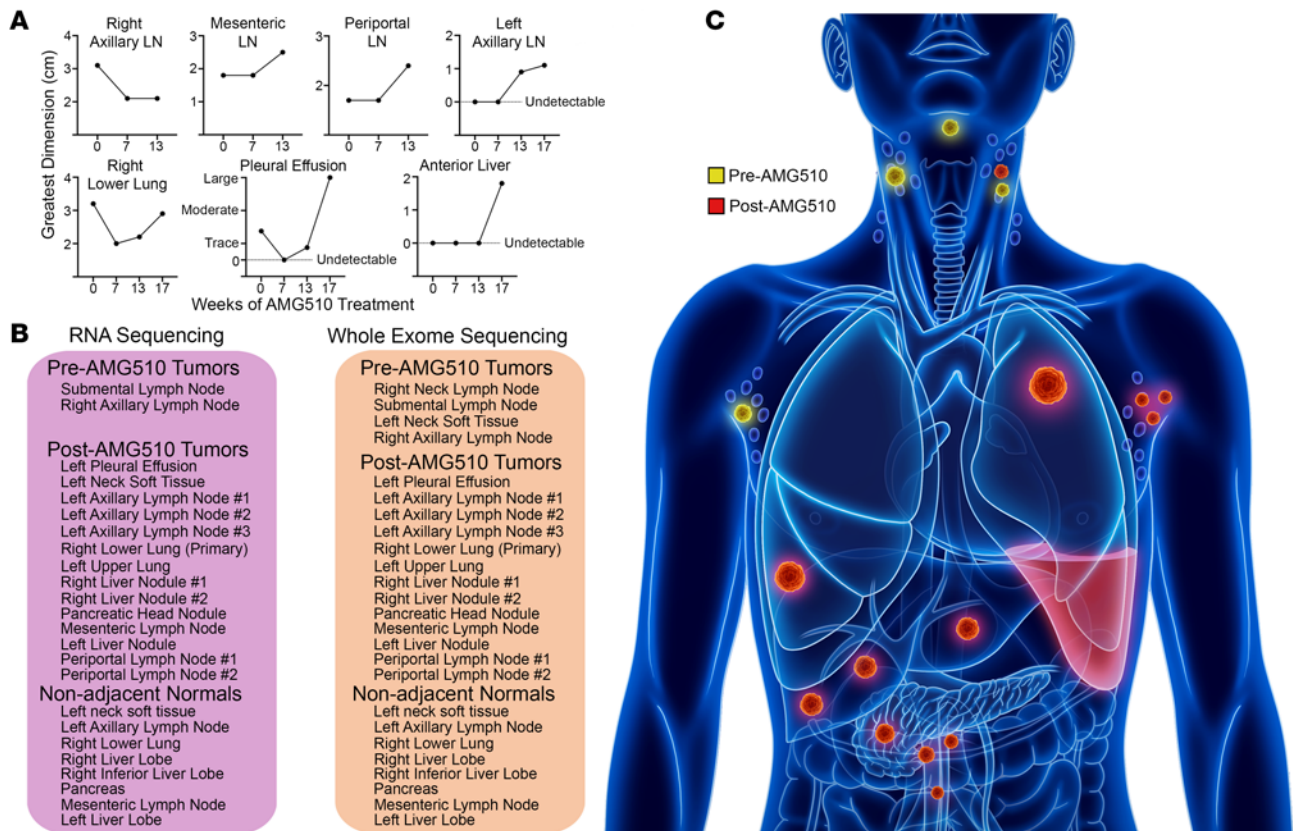 A
Right
Axillary LN
Mesenteric
LN
Periportal
LN
Left
Axillary LN
Greatest Dimension (cm)
4
3
2
0 7 13
3
2
1
0 7 13
3
2
0 7 13
2
1
0
Undetectable
0 7 13 17
Right
Lower Lung
Pleural Effusion
Anterior Liver
4
3
2
0 7 13 17
Large
Moderate
Trace
0
Undetectable
0 7 13 17
2
1
0
Undetectable
0 7 13 17
Weeks of AMG510 Treatment
B
RNA Sequencing
Pre-AMG510 Tumors
Submental Lymph Node
Right Axillary Lymph Node
Post-AMG510 Tumors
Left Pleural Effusion
Left Neck Soft Tissue
Left Axillary Lymph Node #1
Left Axillary Lymph Node #2
Left Axillary Lymph Node #3
Right Lower Lung (Primary)
Left Upper Lung
Right Liver Nodule #1
Right Liver Nodule #2
Pancreatic Head Nodule
Mesenteric Lymph Node
Left Liver Nodule
Periportal Lymph Node #1
Periportal Lymph Node #2
Non-adjacent Normals
Left neck soft tissue
Left Axillary Lymph Node
Right Lower Lung
Right Liver Lobe
Right Inferior Liver Lobe
Pancreas
Mesenteric Lymph Node
Left Liver Lobe
Whole Exome Sequencing
Pre-AMG510 Tumors
Right Neck Lymph Node
Submental Lymph Node
Left Neck Soft Tissue
Right Axillary Lymph Node
Post-AMG510 Tumors
Left Pleural Effusion
Left Axillary Lymph Node #1
Left Axillary Lymph Node #2
Left Axillary Lymph Node #3
Right Lower Lung (Primary)
Left Upper Lung
Right Liver Nodule #1
Right Liver Nodule #2
Pancreatic Head Nodule
Mesenteric Lymph Node
Left Liver Nodule
Periportal Lymph Node #1
Periportal Lymph Node #2
Non-adjacent Normals
Left neck soft tissue
Left Axillary Lymph Node
Right Lower Lung
Right Liver Lobe
Right Inferior Liver Lobe
Pancreas
Mesenteric Lymph Node
Left Liver Lobe
C
Pre-AMG510
Post-AMG510